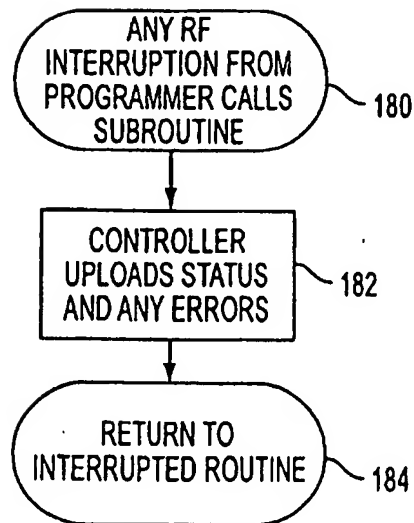 ANY RF
INTERRUPTION FROM
PROGRAMMER CALLS
SUBROUTINE
180
CONTROLLER
UPLOADS STATUS
AND ANY ERRORS
182
RETURN TO
INTERRUPTED ROUTINE
184